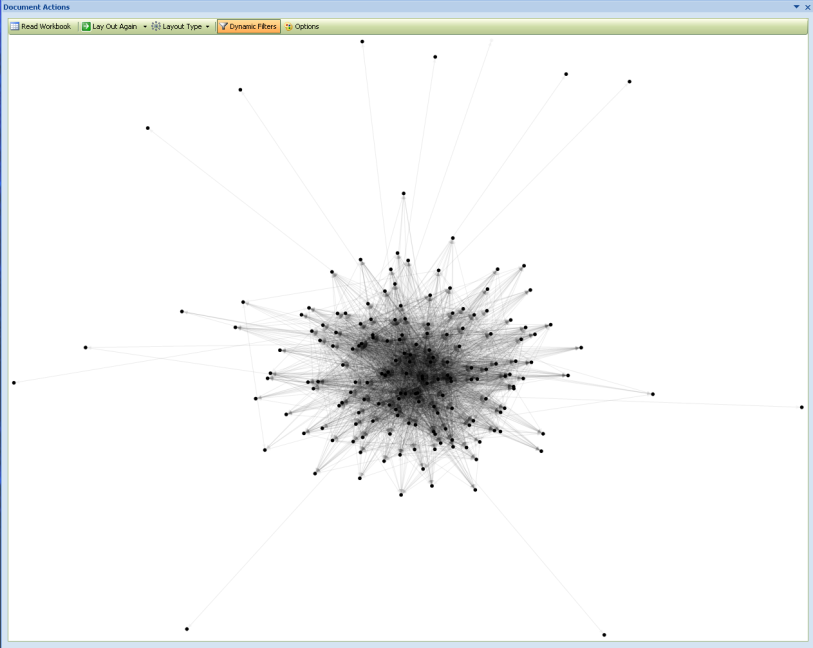 Document Actions
Read Workbook Lay Out Again Layout Type Dynamic Filters Options